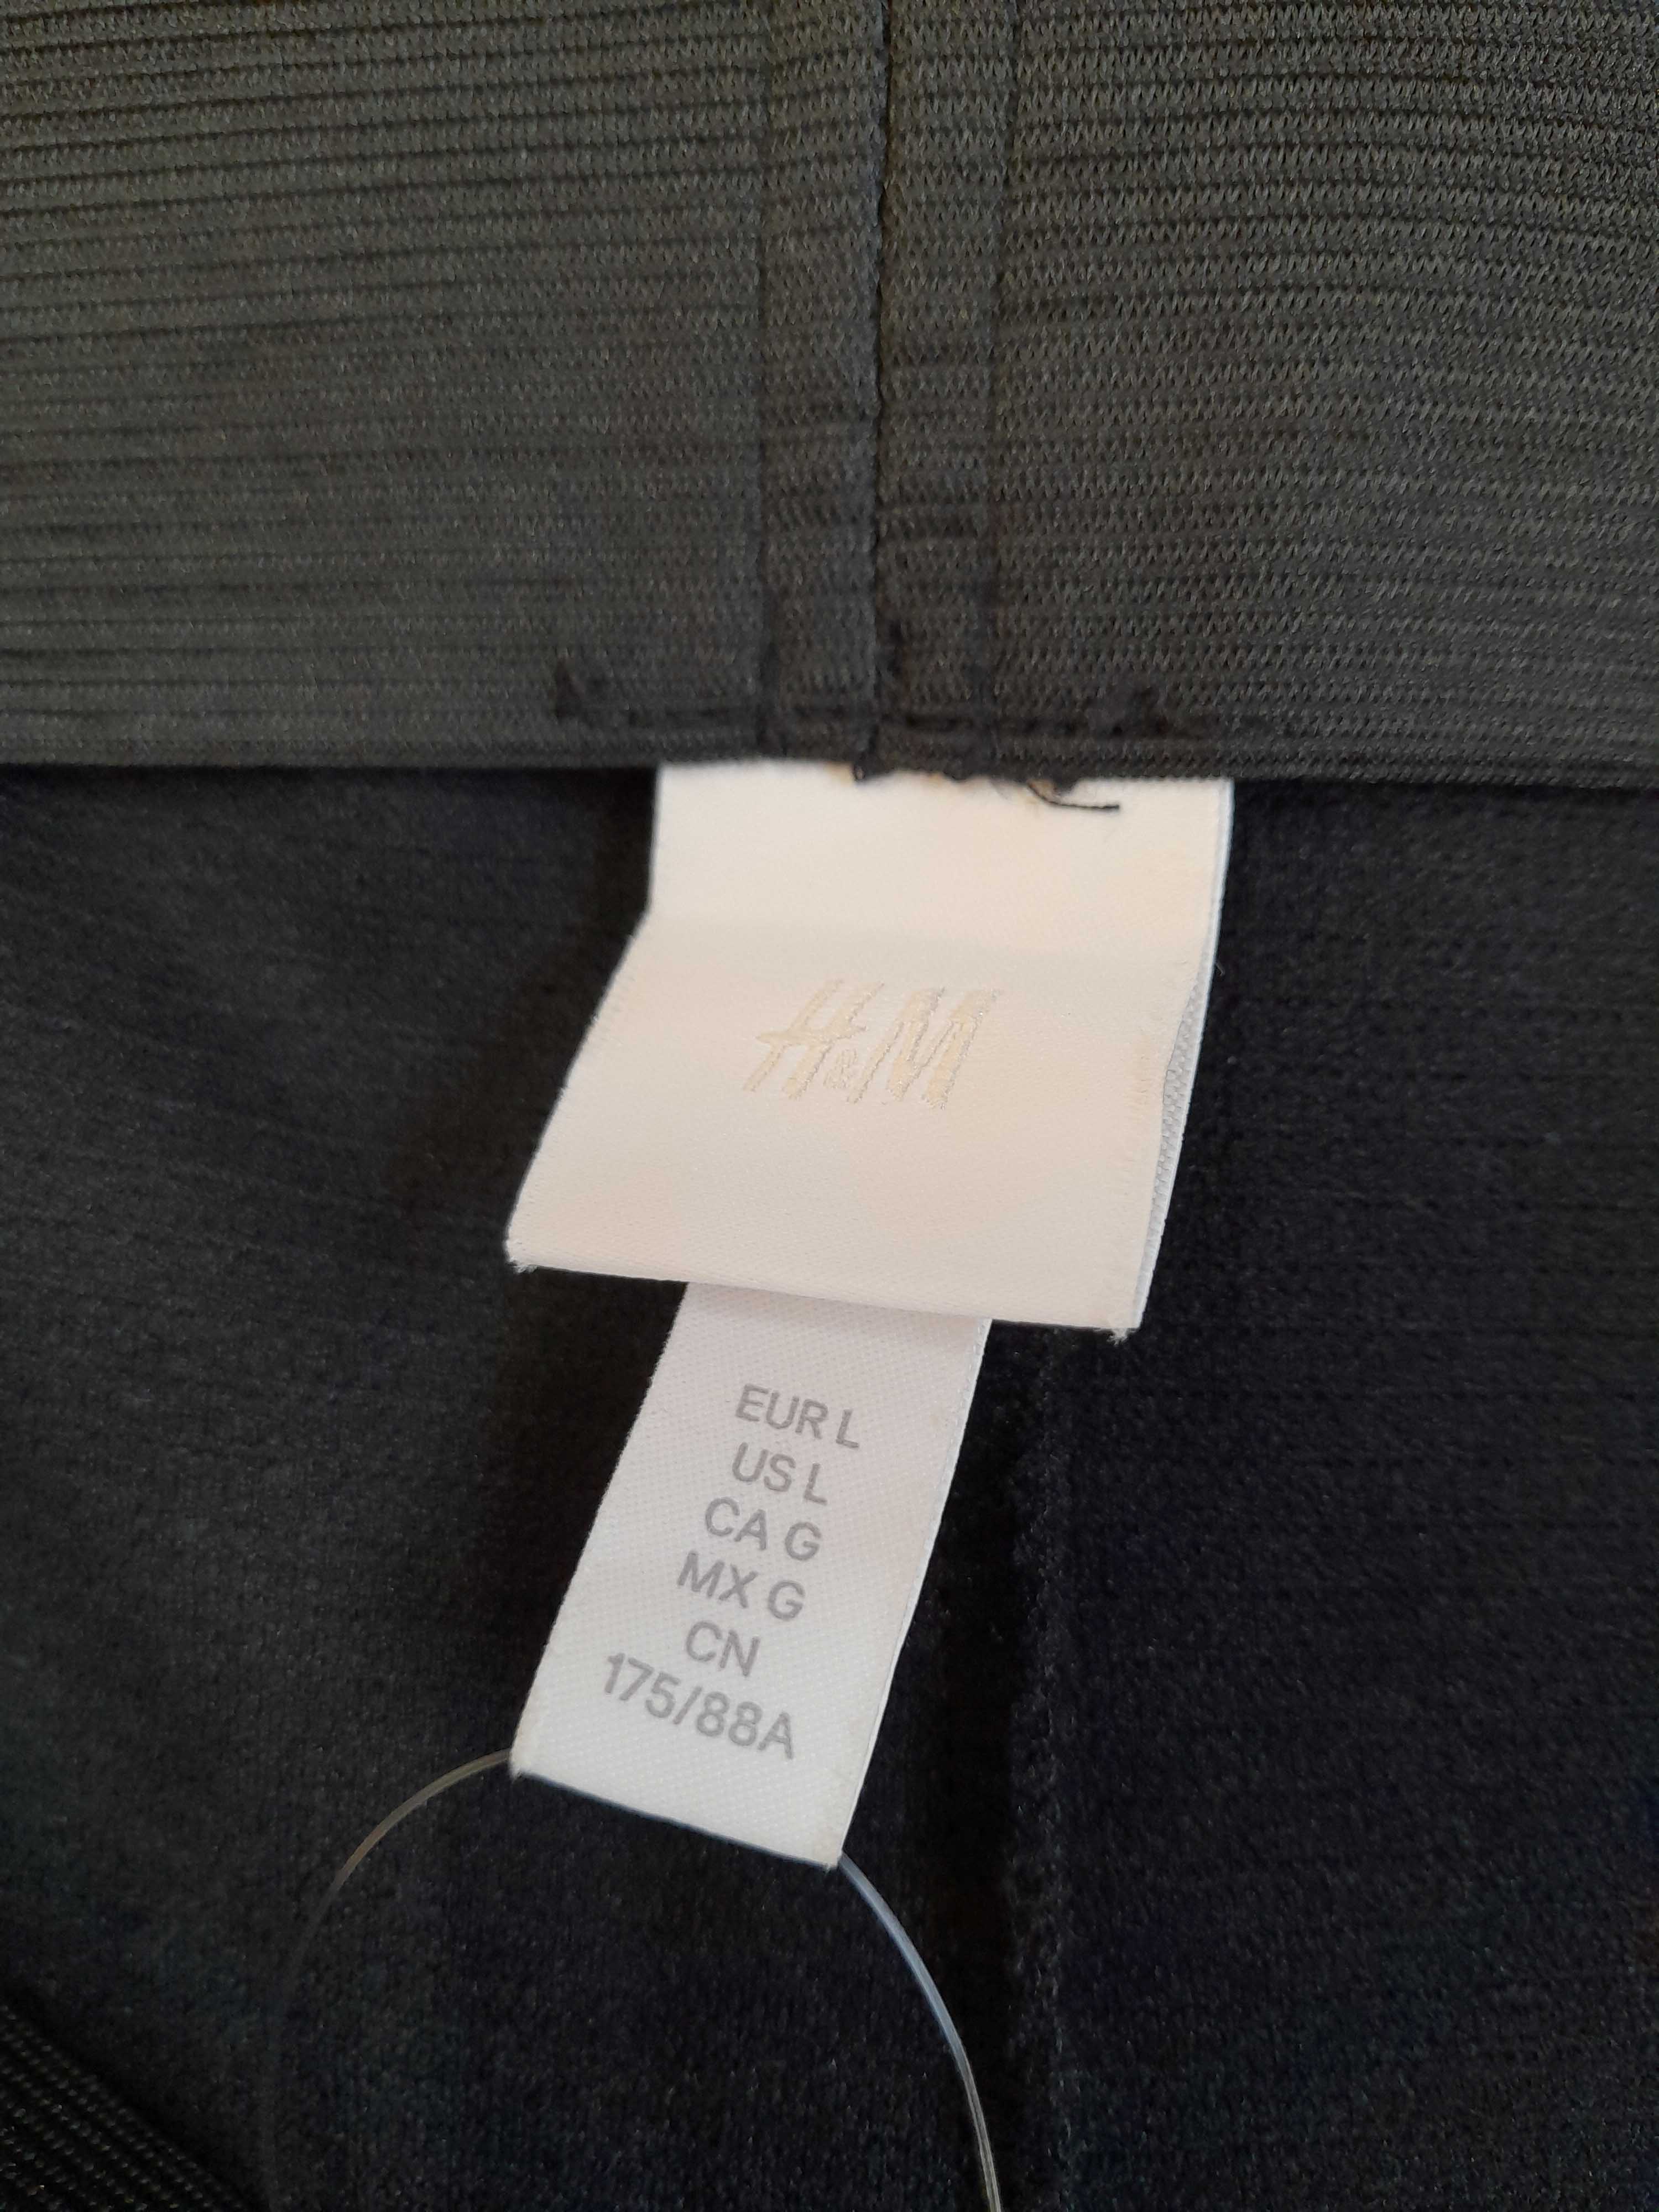 H&M
EUR L
US L
CA G
MX G
CN
175/88A